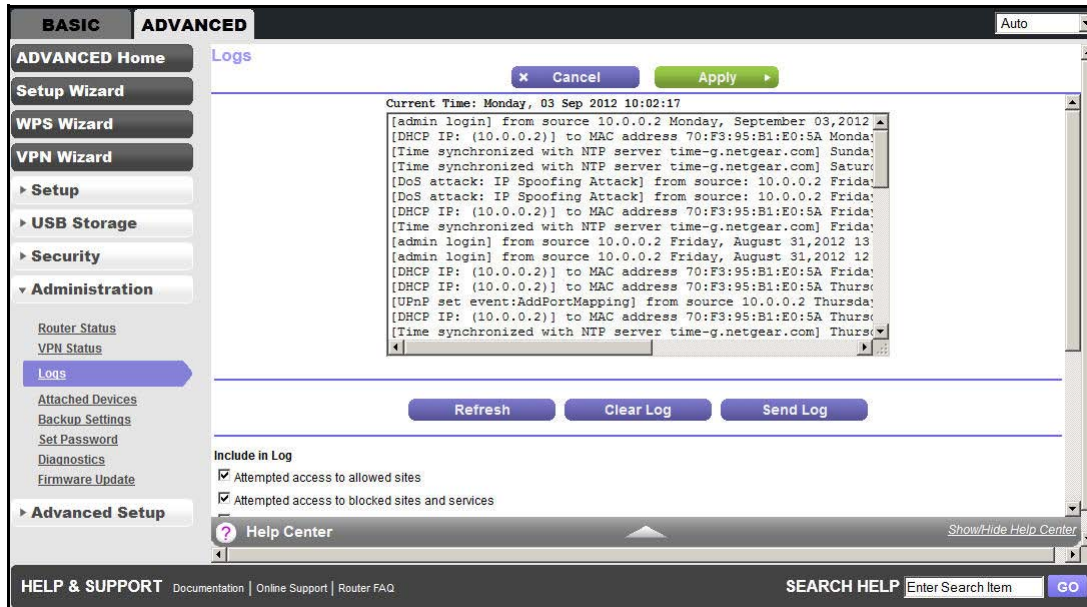 BASIC ADVANCED Auto
ADVANCED Home
Setup Wizard
WPS Wizard
VPN Wizard
Setup
USB Storage
Security
Administration
Router Status
VPN Status
Logs
Attached Devices
Backup Settings
Set Password
Diagnostics
Firmware Update
Advanced Setup
Logs
Cancel Apply
Current Time: Monday, 03 Sep 2012 10:02:17
[admin login] from source 10.0.0.2 Monday, September 03,2012
[DHCP IP: (10.0.0.2)] to MAC address 70:F3:95:B1:E0:5A Monday
[Time synchronized with NTP server time-g.netgear.com] Sunda
[Time synchronized with NTP server time-g.netgear.com] Satur
[DoS attack: IP Spoofing Attack] from source: 10.0.0.2 Friday
[DoS attack: IP Spoofing Attack] from source: 10.0.0.2 Friday
[DHCP IP: (10.0.0.2)] to MAC address 70:F3:95:B1:E0:5A Friday
[Time synchronized with NTP server time-g.netgear.com] Friday
[admin login] from source 10.0.0.2 Friday, August 31,2012 13
[admin login] from source 10.0.0.2 Friday, August 31,2012 12
[DHCP IP: (10.0.0.2)] to MAC address 70:F3:95:B1:E0:5A Friday
[DHCP IP: (10.0.0.2)] to MAC address 70:F3:95:B1:E0:5A Thurs
[UPnP set event:AddPortMapping] from source 10.0.0.2 Thursda
[DHCP IP: (10.0.0.2)] to MAC address 70:F3:95:B1:E0:5A Thurs
[Time synchronized with NTP server time-g.netgear.com] Thurs
Refresh Clear Log Send Log
Include in Log
Attempted access to allowed sites
Attempted access to blocked sites and services
? Help Center Show/Hide Help Center
HELP & SUPPORT Documentation | Online Support | Router FAQ SEARCH HELP Enter Search Item GO